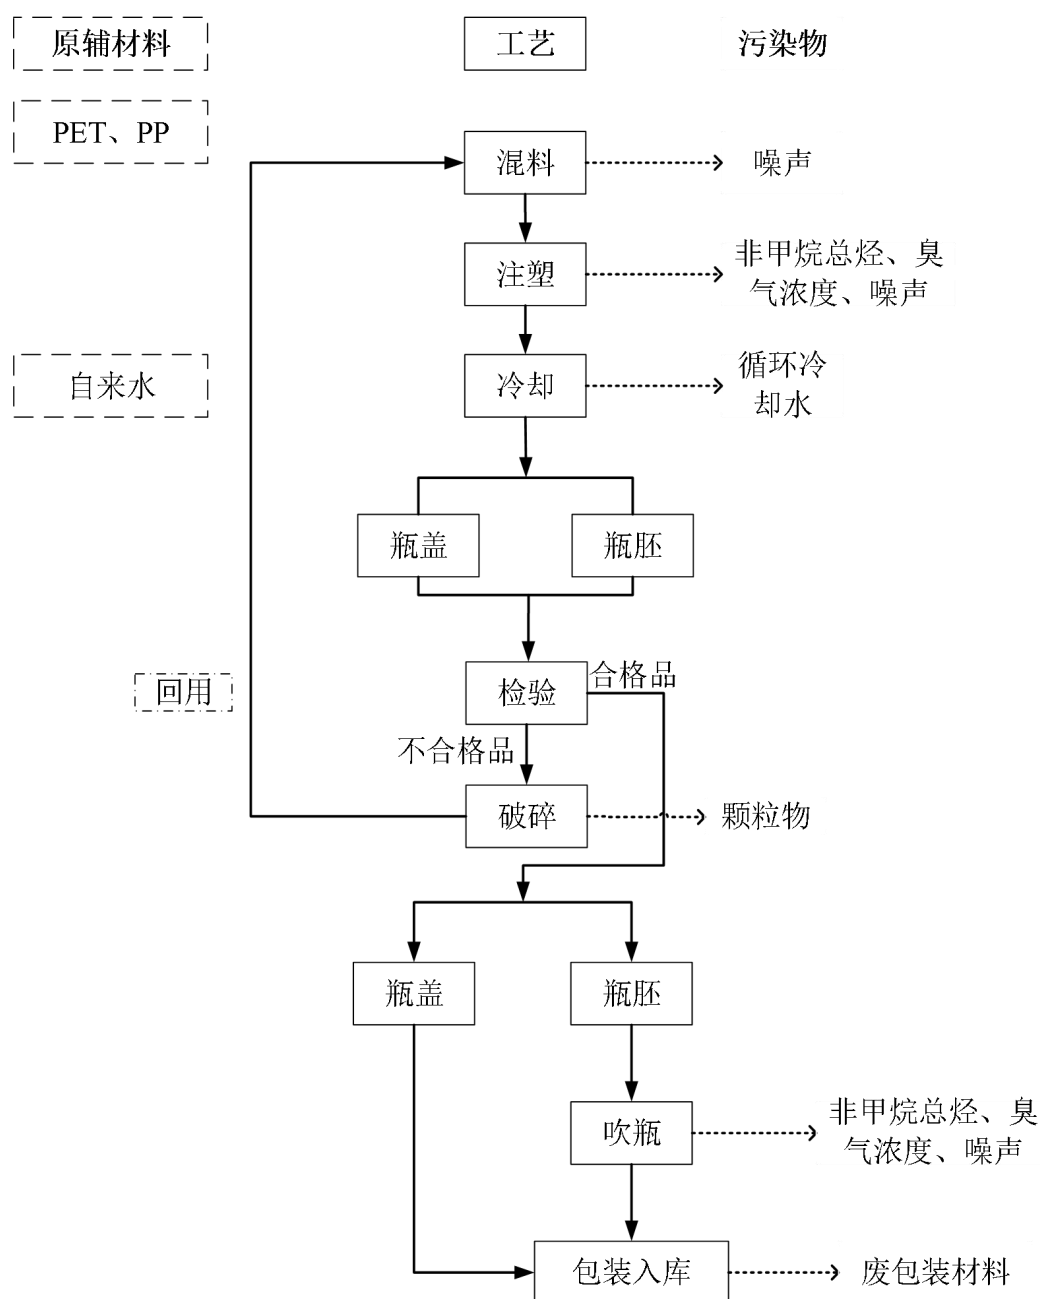 原辅材料
工艺
污染物
PET、PP
混料
噪声
注塑
非甲烷总烃、臭
气浓度、噪声
自来水
冷却
循环冷
却水
瓶盖
瓶胚
检验
合格品
回用
不合格品
破碎
颗粒物
瓶盖
瓶胚
吹瓶
非甲烷总烃、臭
气浓度、噪声
包装入库
废包装材料